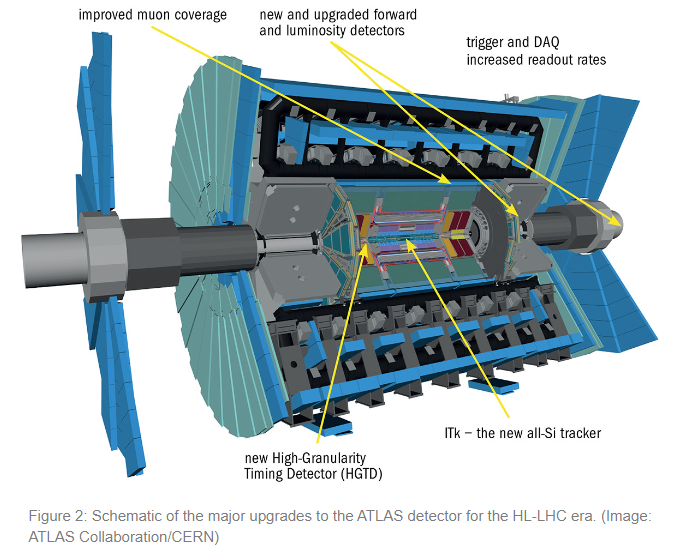 improved muon coverage
new and upgraded forward
and luminosity detectors
trigger and DAQ
increased readout rates
ITk – the new all-Si tracker
new High-Granularity
Timing Detector (HGTD)
Figure 2: Schematic of the major upgrades to the ATLAS detector for the HL-LHC era. (Image:
ATLAS Collaboration/CERN)